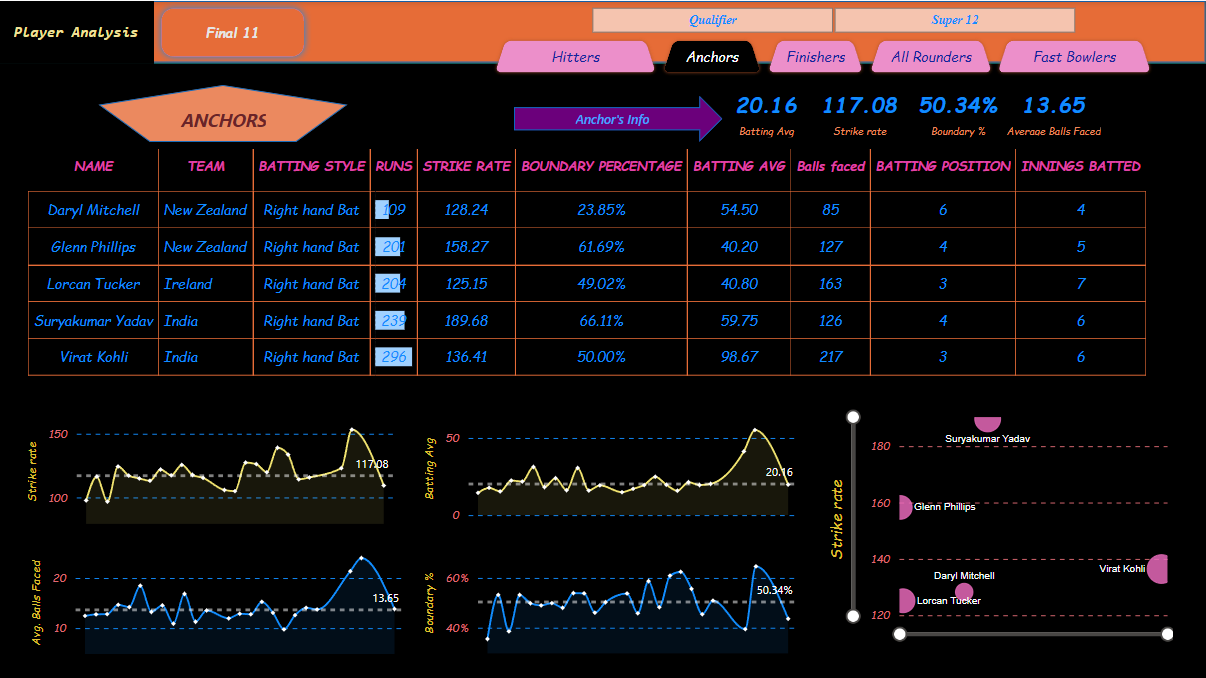 Player Analysis
Final 11
Qualifier Super 12
Hitters Anchors Finishers All Rounders Fast Bowlers
ANCHORS
Anchor's Info
20.16 117.08 50.34% 13.65
Batting Avg Strike rate Boundary % Average Balls Faced
NAME TEAM BATTING STYLE RUNS STRIKE RATE BOUNDARY PERCENTAGE BATTING AVG Balls faced BATTING POSITION INNINGS BATTED
Daryl Mitchell New Zealand Right hand Bat 109 128.24 23.85% 54.50 85 6 4
Glenn Phillips New Zealand Right hand Bat 201 158.27 61.69% 40.20 127 4 5
Lorcan Tucker Ireland Right hand Bat 204 125.15 49.02% 40.80 163 3 7
Suryakumar Yadav India Right hand Bat 239 189.68 66.11% 59.75 126 4 6
Virat Kohli India Right hand Bat 296 136.41 50.00% 98.67 217 3 6
Strike rate
150
100
117.08
Batting Avg
50
0
20.16
Avg. Balls Faced
20
10
13.65
Boundary %
60%
40%
50.34%
Strike rate
180
160
140
120
Suryakumar Yadav
Glenn Phillips
Virat Kohli
Daryl Mitchell
Lorcan Tucker